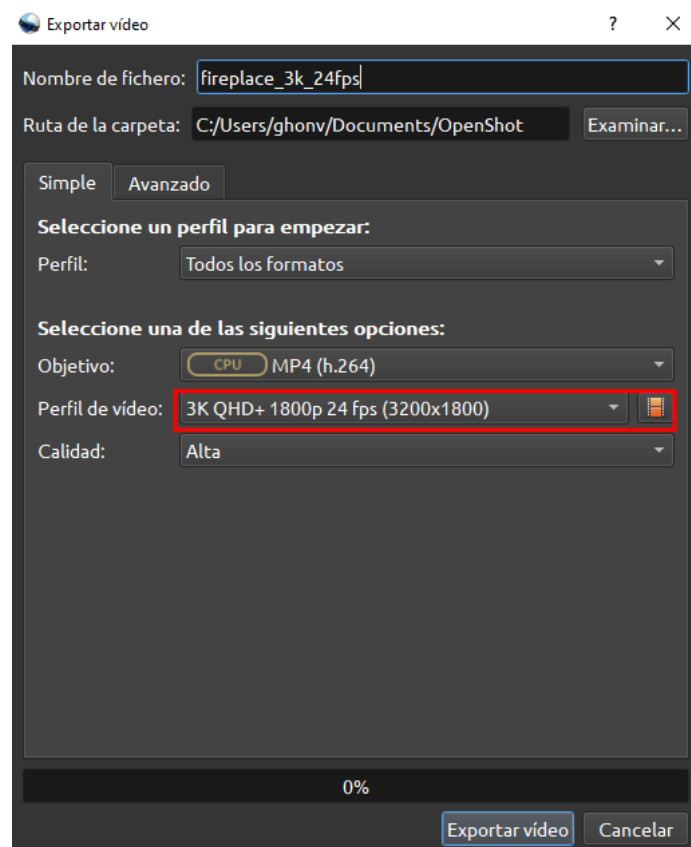 Exportar vídeo ? ×
Nombre de fichero: fireplace_3k_24fps
Ruta de la carpeta: C:/Users/ghonv/Documents/OpenShot Examinar...
Simple Avanzado
Seleccione un perfil para empezar:
Perfil: Todos los formatos
Seleccione una de las siguientes opciones:
Objetivo: CPU MP4 (h.264)
Perfil de vídeo: 3K QHD+ 1800p 24 fps (3200x1800)
Calidad: Alta
0%
Exportar vídeo Cancelar